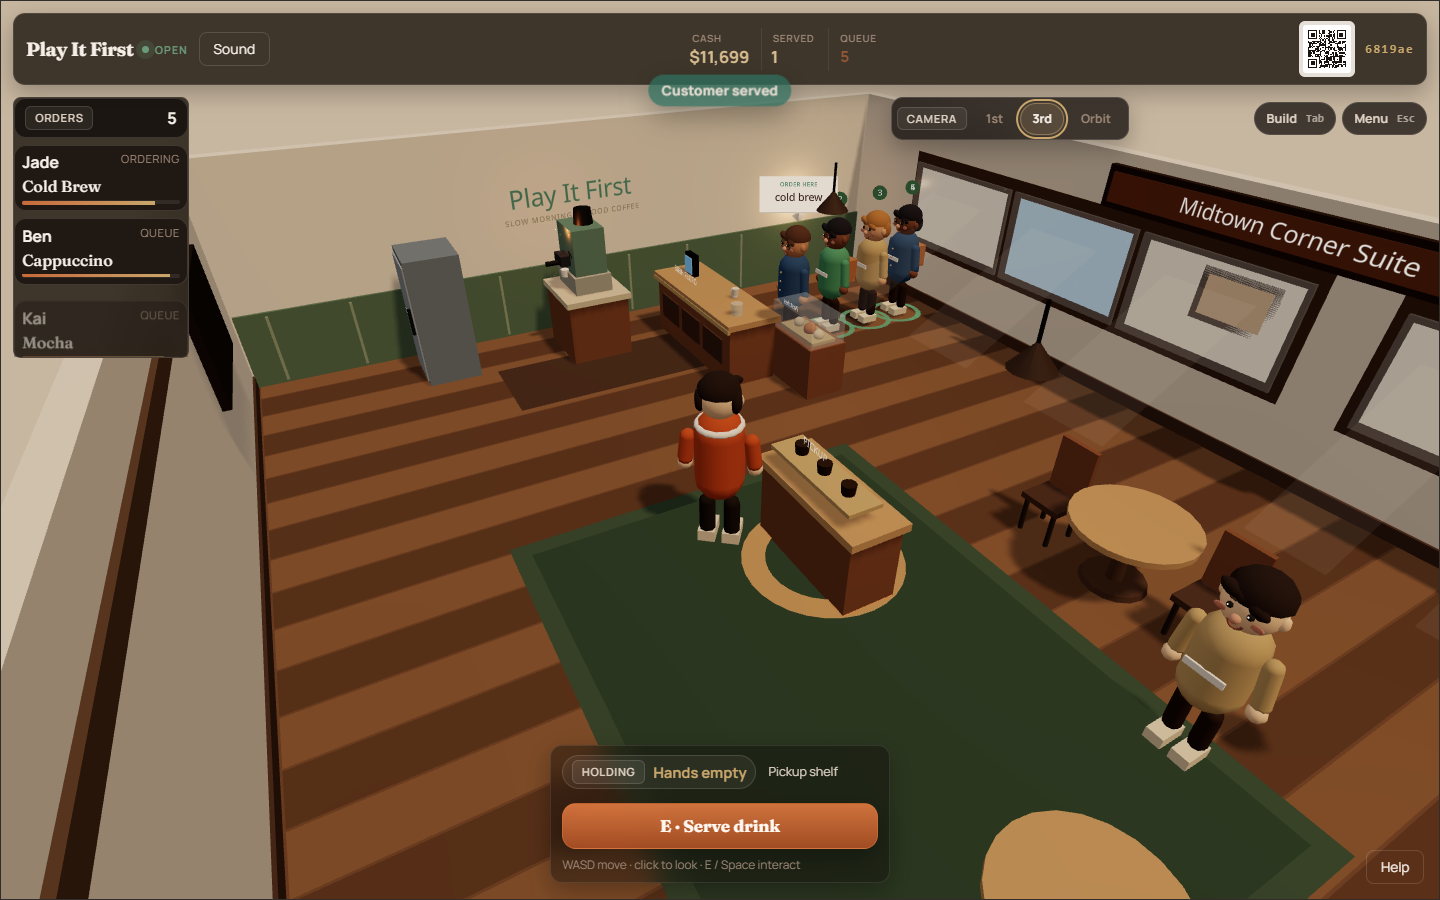 Play It First
OPEN
Sound
CASH
$11,699
SERVED
1
QUEUE
5
6819ae
Customer served
ORDERS
5
Jade
ORDERING
Cold Brew
Ben
QUEUE
Cappuccino
Kai
QUEUE
Mocha
CAMERA
1st
3rd
Orbit
Build Tab
Menu Esc
Play It First
ORDER HERE
cold brew
3
Midtown Corner Suite
HOLDING
Hands empty
Pickup shelf
E · Serve drink
WASD move · click to look · E / Space interact
Help